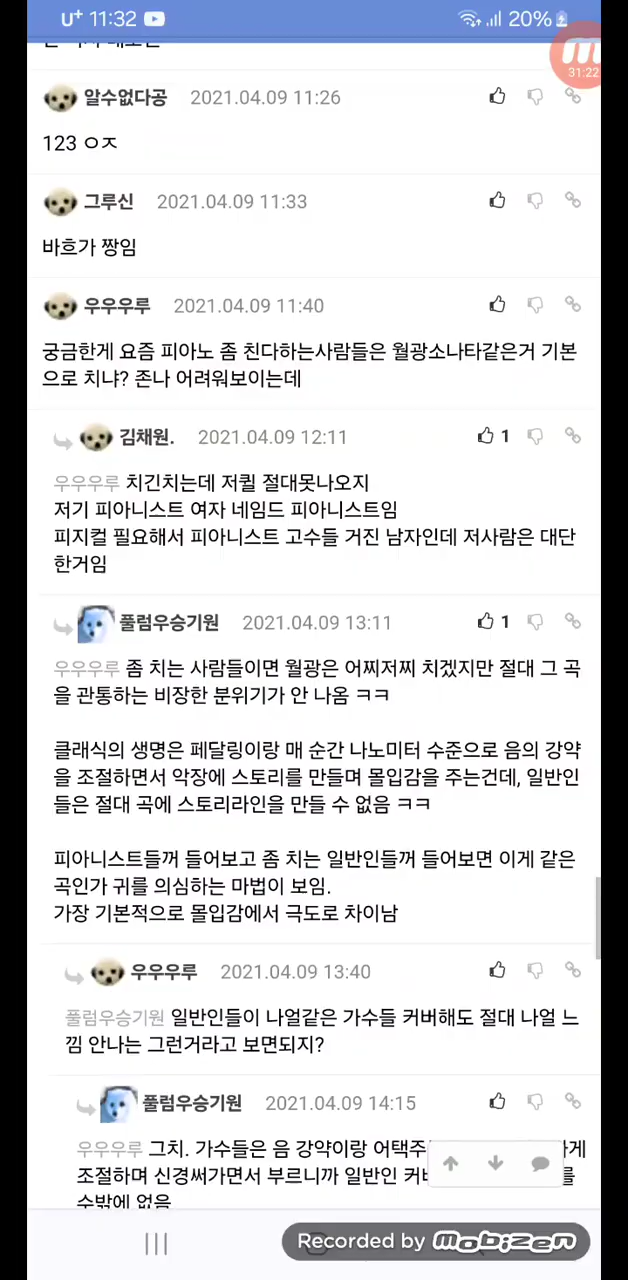 U+ 11:32 20%
31:22
알수없다공 2021.04.09 11:26
123 ㅇㅈ
그루신 2021.04.09 11:33
바흐가 짱임
우우우루 2021.04.09 11:40
궁금한게 요즘 피아노 좀 친다하는사람들은 월광소나타같은거 기본
으로 치냐? 존나 어려워보이는데
김채원. 2021.04.09 12:11 1
우우우루 치긴치는데 저퀄 절대못나오지
저기 피아니스트 여자 네임드 피아니스트임
피지컬 필요해서 피아니스트 고수들 거진 남자인데 저사람은 대단
한거임
풀럼우승기원 2021.04.09 13:11 1
우우우루 좀 치는 사람들이면 월광은 어찌저찌 치겠지만 절대 그 곡
을 관통하는 비장한 분위기가 안 나옴 ㅋㅋ
클래식의 생명은 페달링이랑 매 순간 나노미터 수준으로 음의 강약
을 조절하면서 악장에 스토리를 만들며 몰입감을 주는건데, 일반인
들은 절대 곡에 스토리라인을 만들 수 없음 ㅋㅋ
피아니스트들꺼 들어보고 좀 치는 일반인들꺼 들어보면 이게 같은
곡인가 귀를 의심하는 마법이 보임.
가장 기본적으로 몰입감에서 극도로 차이남
우우우루 2021.04.09 13:40
풀럼우승기원 일반인들이 나얼같은 가수들 커버해도 절대 나얼 느
낌 안나는 그런거라고 보면되지?
풀럼우승기원 2021.04.09 14:15
우우우루 그치. 가수들은 음 강약이랑 어택주
조절하며 신경써가면서 부르니까 일반인 커버
수밖에 없음
Recorded by mobizen